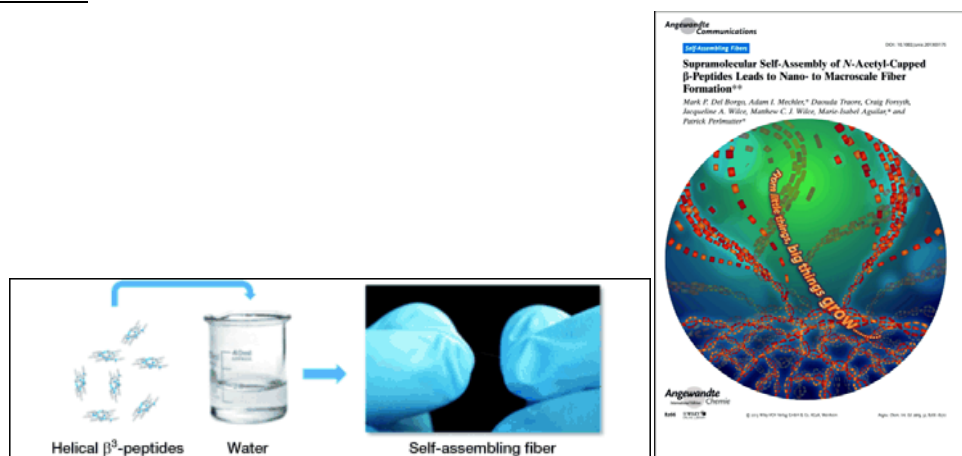 Helical β³-peptides
Water
Self-assembling fiber
Angewandte
Communications
Self-Assembling Fibers
Supramolecular Self-Assembly of N-Acetyl-Capped
β-Peptides Leads to Nano- to Macroscale Fiber
Formation**
Mark P. Del Borgo, Adam I. Mechler,* Daouda Traore, Craig Forsyth,
Jacqueline A. Wilce, Matthew C. J. Wilce, Marie-Isabel Aguilar,* and
Patrick Perlmutter*
From little things, big things grow...
Angewandte
Chemie